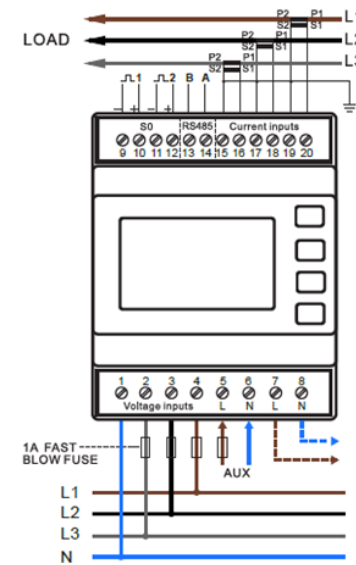 P2 P1 L1
S2 S1
LOAD P2 P1 L2
S2 S1
P2 P1 L3
S2 S1
1 2 B A
– + – +
S0 RS485 Current inputs
9 10 11 12 13 14 15 16 17 18 19 20
1 2 3 4 5 6 7 8
Voltage inputs L N L N
1A FAST
BLOW FUSE
AUX
L1
L2
L3
N